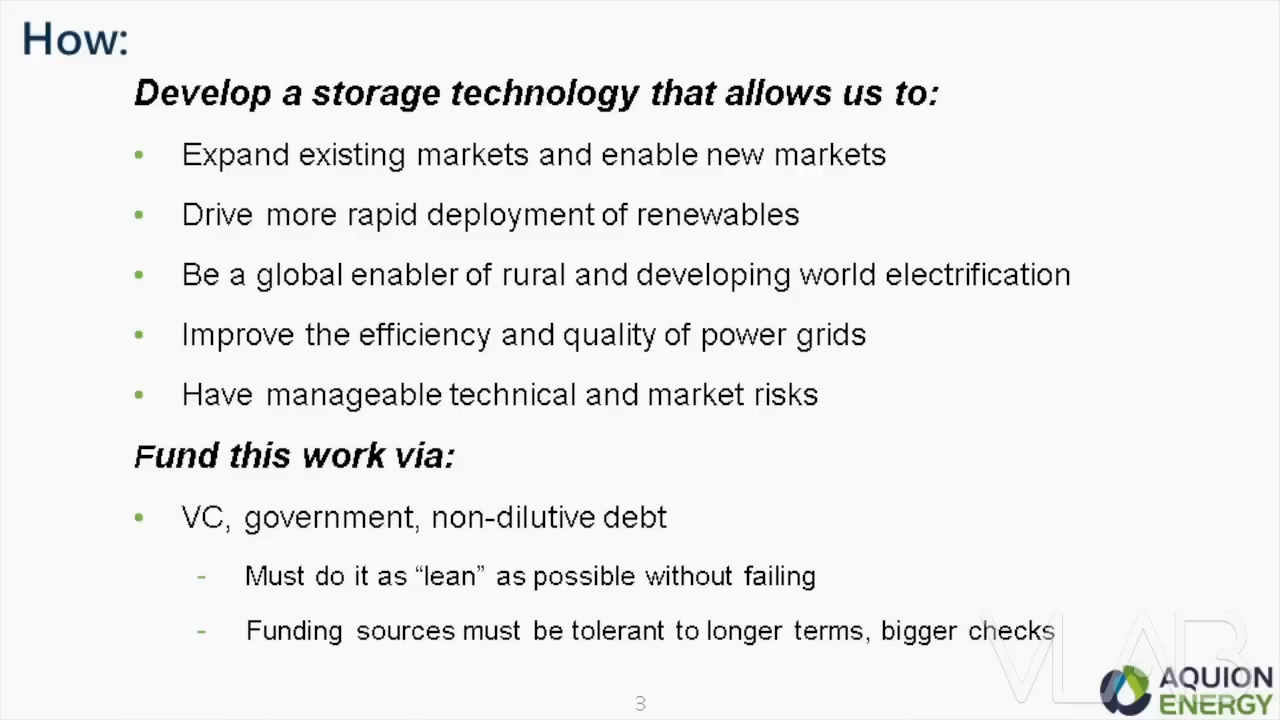 How:
Develop a storage technology that allows us to:
• Expand existing markets and enable new markets
• Drive more rapid deployment of renewables
• Be a global enabler of rural and developing world electrification
• Improve the efficiency and quality of power grids
• Have manageable technical and market risks
Fund this work via:
• VC, government, non-dilutive debt
- Must do it as “lean” as possible without failing
- Funding sources must be tolerant to longer terms, bigger checks
VLAB
AQUION
ENERGY
3